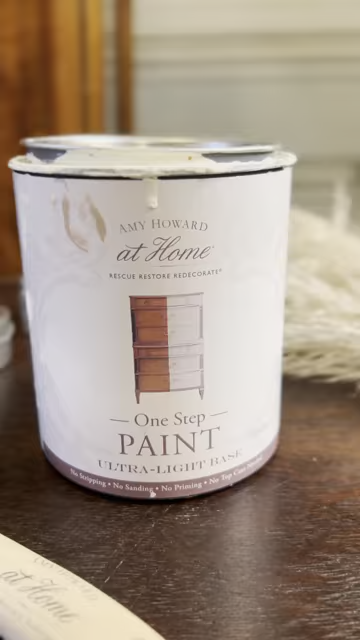 AMY HOWARD
at Home
RESCUE RESTORE REDECORATE
One Step
PAINT
ULTRA-LIGHT BASE
No Stripping • No Sanding • No Priming • No Top Coat
at Home